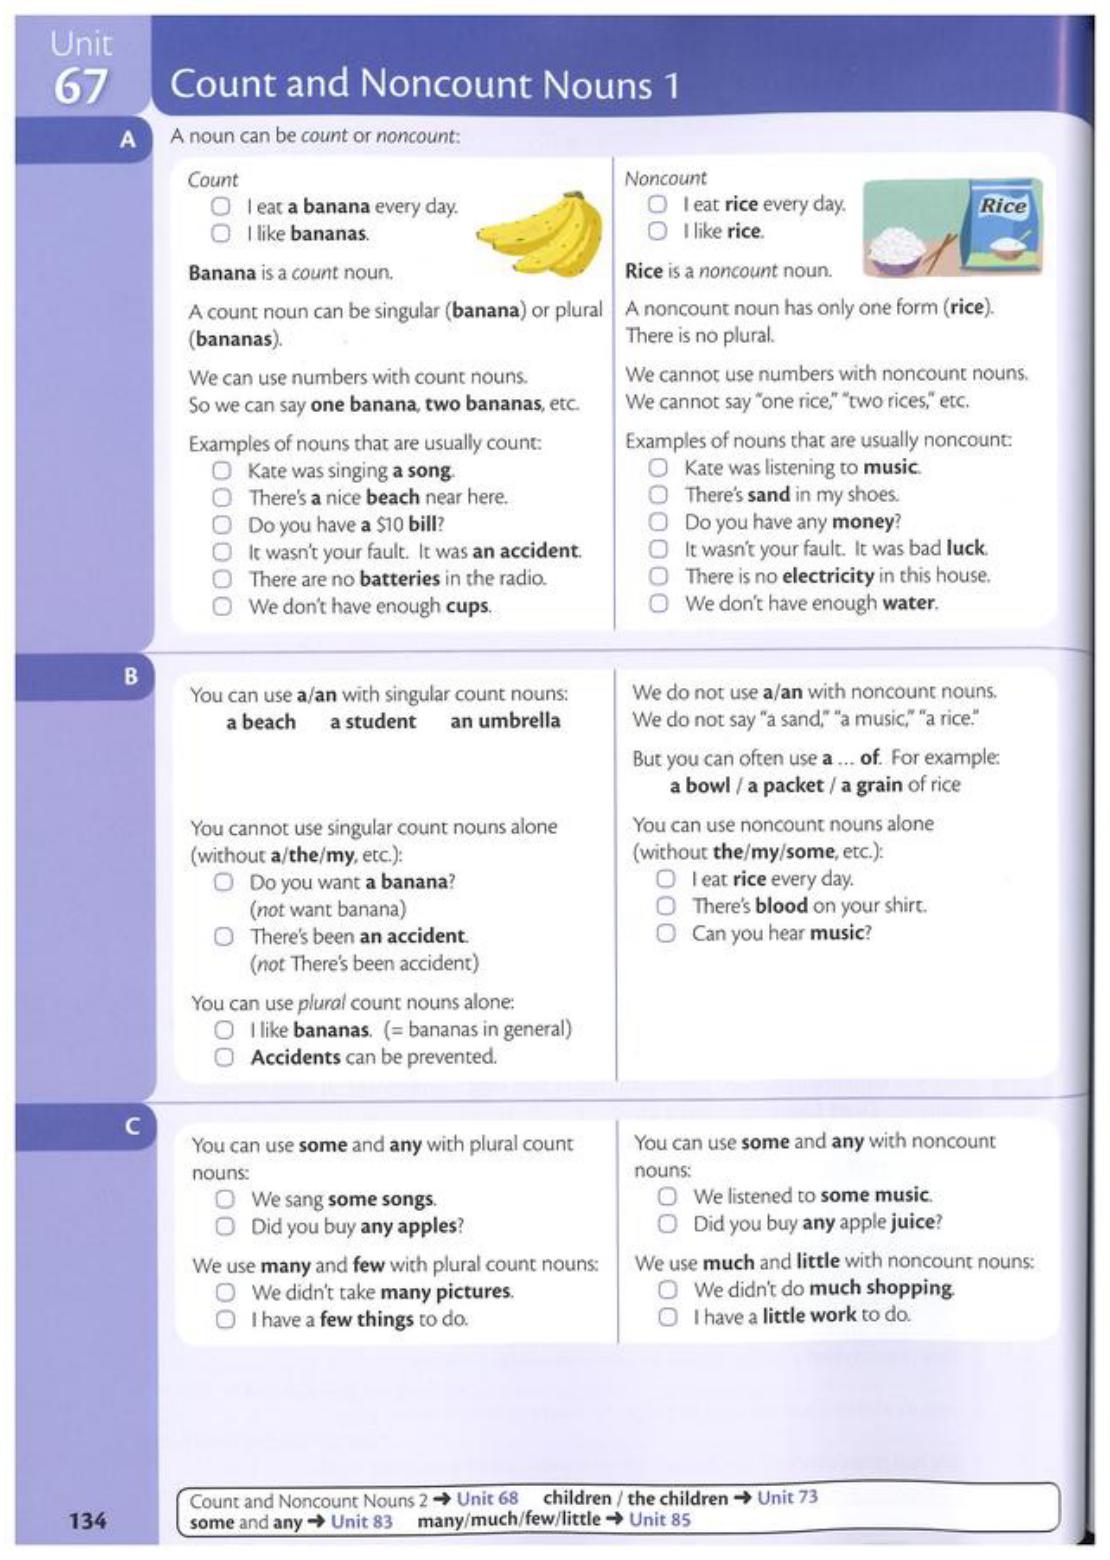 Unit
67
Count and Noncount Nouns 1
A
A noun can be count or noncount:
Count
I eat a banana every day.
I like bananas.
Banana is a count noun.
A count noun can be singular (banana) or plural
(bananas).
We can use numbers with count nouns.
So we can say one banana, two bananas, etc.
Examples of nouns that are usually count:
Kate was singing a song.
There's a nice beach near here.
Do you have a $10 bill?
It wasn't your fault. It was an accident.
There are no batteries in the radio.
We don't have enough cups.
Noncount
I eat rice every day.
I like rice.
Rice
Rice is a noncount noun.
A noncount noun has only one form (rice).
There is no plural.
We cannot use numbers with noncount nouns.
We cannot say "one rice," "two rices," etc.
Examples of nouns that are usually noncount:
Kate was listening to music.
There's sand in my shoes.
Do you have any money?
It wasn't your fault. It was bad luck.
There is no electricity in this house.
We don't have enough water.
B
You can use a/an with singular count nouns:
a beach a student an umbrella
You cannot use singular count nouns alone
(without a/the/my, etc.):
Do you want a banana?
(not want banana)
There's been an accident.
(not There's been accident)
You can use plural count nouns alone:
I like bananas. (= bananas in general)
Accidents can be prevented.
We do not use a/an with noncount nouns.
We do not say "a sand," "a music," "a rice."
But you can often use a ... of. For example:
a bowl / a packet / a grain of rice
You can use noncount nouns alone
(without the/my/some, etc.):
I eat rice every day.
There's blood on your shirt.
Can you hear music?
C
You can use some and any with plural count
nouns:
We sang some songs.
Did you buy any apples?
We use many and few with plural count nouns:
We didn't take many pictures.
I have a few things to do.
You can use some and any with noncount
nouns:
We listened to some music.
Did you buy any apple juice?
We use much and little with noncount nouns:
We didn't do much shopping.
I have a little work to do.
134
Count and Noncount Nouns 2 ➜ Unit 68 children / the children ➜ Unit 73
some and any ➜ Unit 83 many/much/few/little ➜ Unit 85